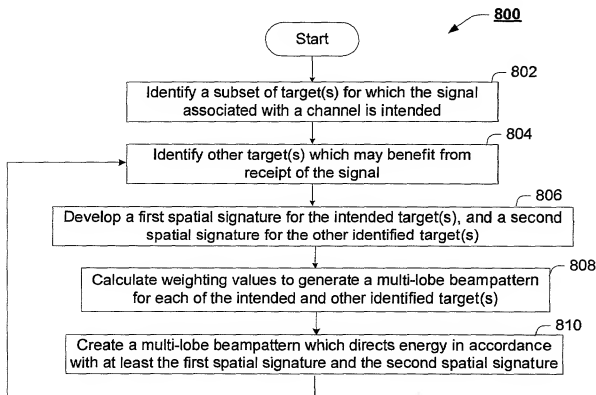 800
Start
802
Identify a subset of target(s) for which the signal
associated with a channel is intended
804
Identify other target(s) which may benefit from
receipt of the signal
806
Develop a first spatial signature for the intended target(s), and a second
spatial signature for the other identified target(s)
808
Calculate weighting values to generate a multi-lobe beampattern
for each of the intended and other identified target(s)
810
Create a multi-lobe beampattern which directs energy in accordance
with at least the first spatial signature and the second spatial signature